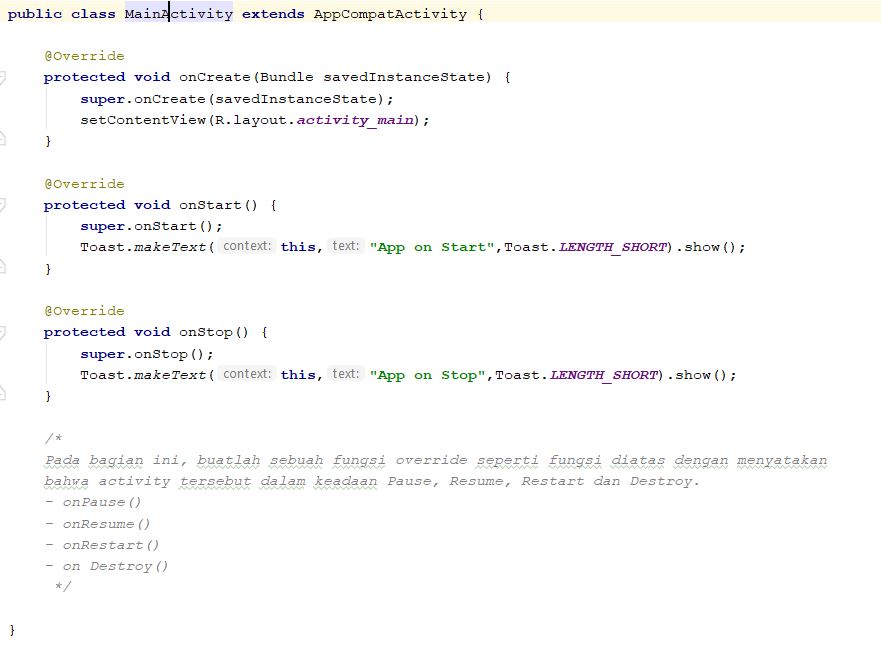 public class MainActivity extends AppCompatActivity {
@Override
protected void onCreate(Bundle savedInstanceState) {
super.onCreate(savedInstanceState);
setContentView(R.layout.activity_main);
}
@Override
protected void onStart() {
super.onStart();
Toast.makeText( context: this, text: "App on Start",Toast.LENGTH_SHORT).show();
}
@Override
protected void onStop() {
super.onStop();
Toast.makeText( context: this, text: "App on Stop",Toast.LENGTH_SHORT).show();
}
/*
Pada bagian ini, buatlah sebuah fungsi override seperti fungsi diatas dengan menyatakan
bahwa activity tersebut dalam keadaan Pause, Resume, Restart dan Destroy.
- onPause()
- onResume()
- onRestart()
- on Destroy()
*/
}